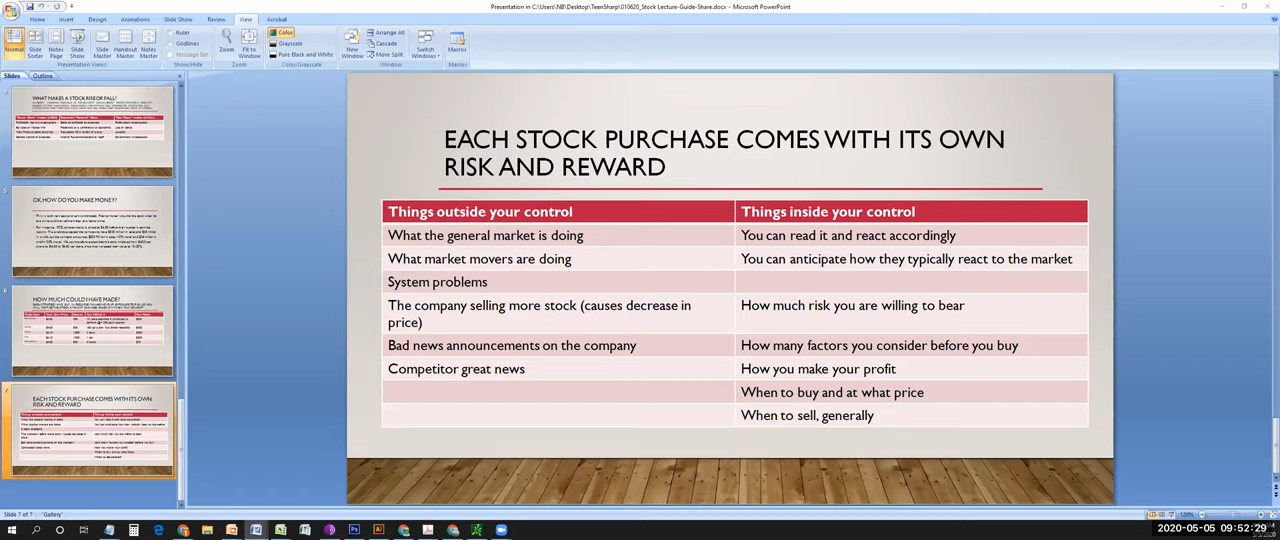 Presentation in C:\Users\NB\Desktop\TeenSharp\010620_Stock Lecture-Guide-Share.docx - Microsoft PowerPoint
Home Insert Design Animations Slide Show Review View Acrobat
Normal
Slide Sorter
Notes Page
Slide Show
Slide Master
Handout Master
Notes Master
Presentation Views
Ruler
Gridlines
Message Bar
Show/Hide
Zoom
Fit to Window
Zoom
Color
Grayscale
Pure Black and White
Color/Grayscale
New Window
Arrange All
Cascade
Move Split
Switch Windows
Window
Macros
Macros
Slides Outline
WHAT MAKES A STOCK RISE OR FALL?
5
OK, HOW DO YOU MAKE MONEY?
6
HOW MUCH COULD I HAVE MADE?
7
EACH STOCK PURCHASE COMES WITH ITS OWN
RISK AND REWARD
EACH STOCK PURCHASE COMES WITH ITS OWN
RISK AND REWARD
Things outside your control Things inside your control
What the general market is doing You can read it and react accordingly
What market movers are doing You can anticipate how they typically react to the market
System problems
The company selling more stock (causes decrease in
price)
How much risk you are willing to bear
Bad news announcements on the company How many factors you consider before you buy
Competitor great news How you make your profit
When to buy and at what price
When to sell, generally
Slide 7 of 7 "Gallery"
120%
2020-05-05 09:52:29